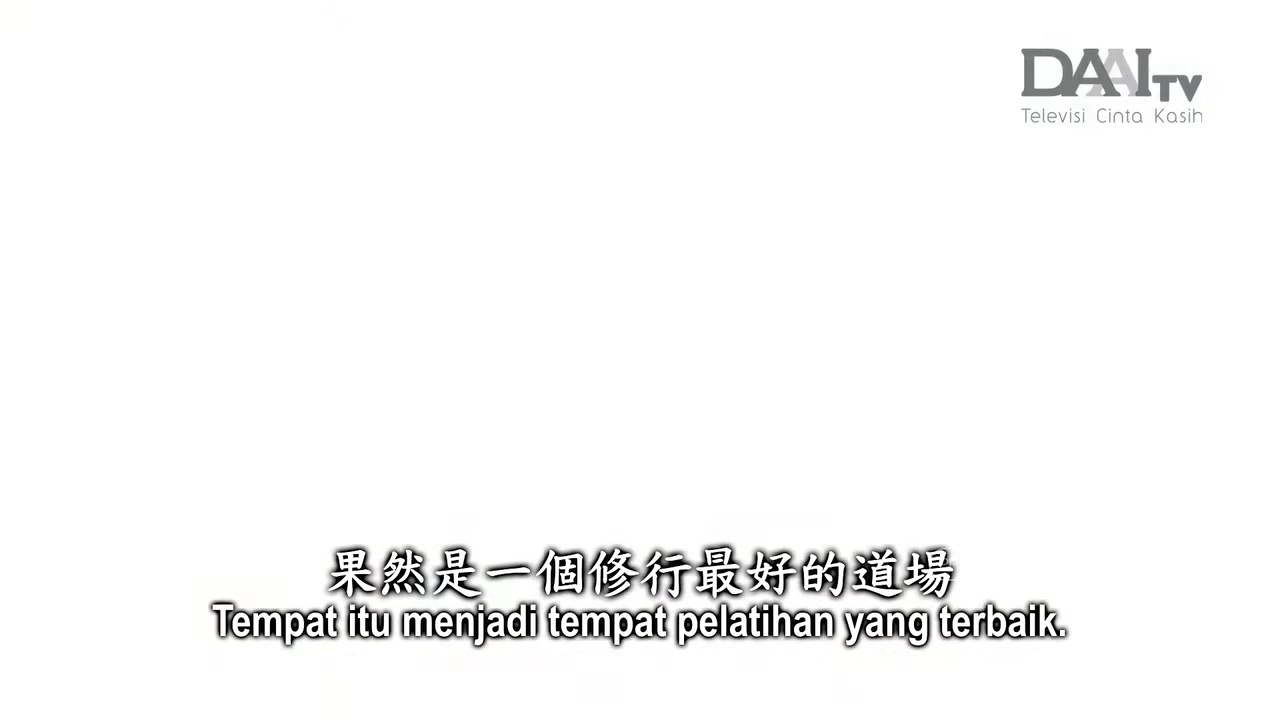 DAAI TV
Televisi Cinta Kasih
果然是一個修行最好的道場
Tempat itu menjadi tempat pelatihan yang terbaik.